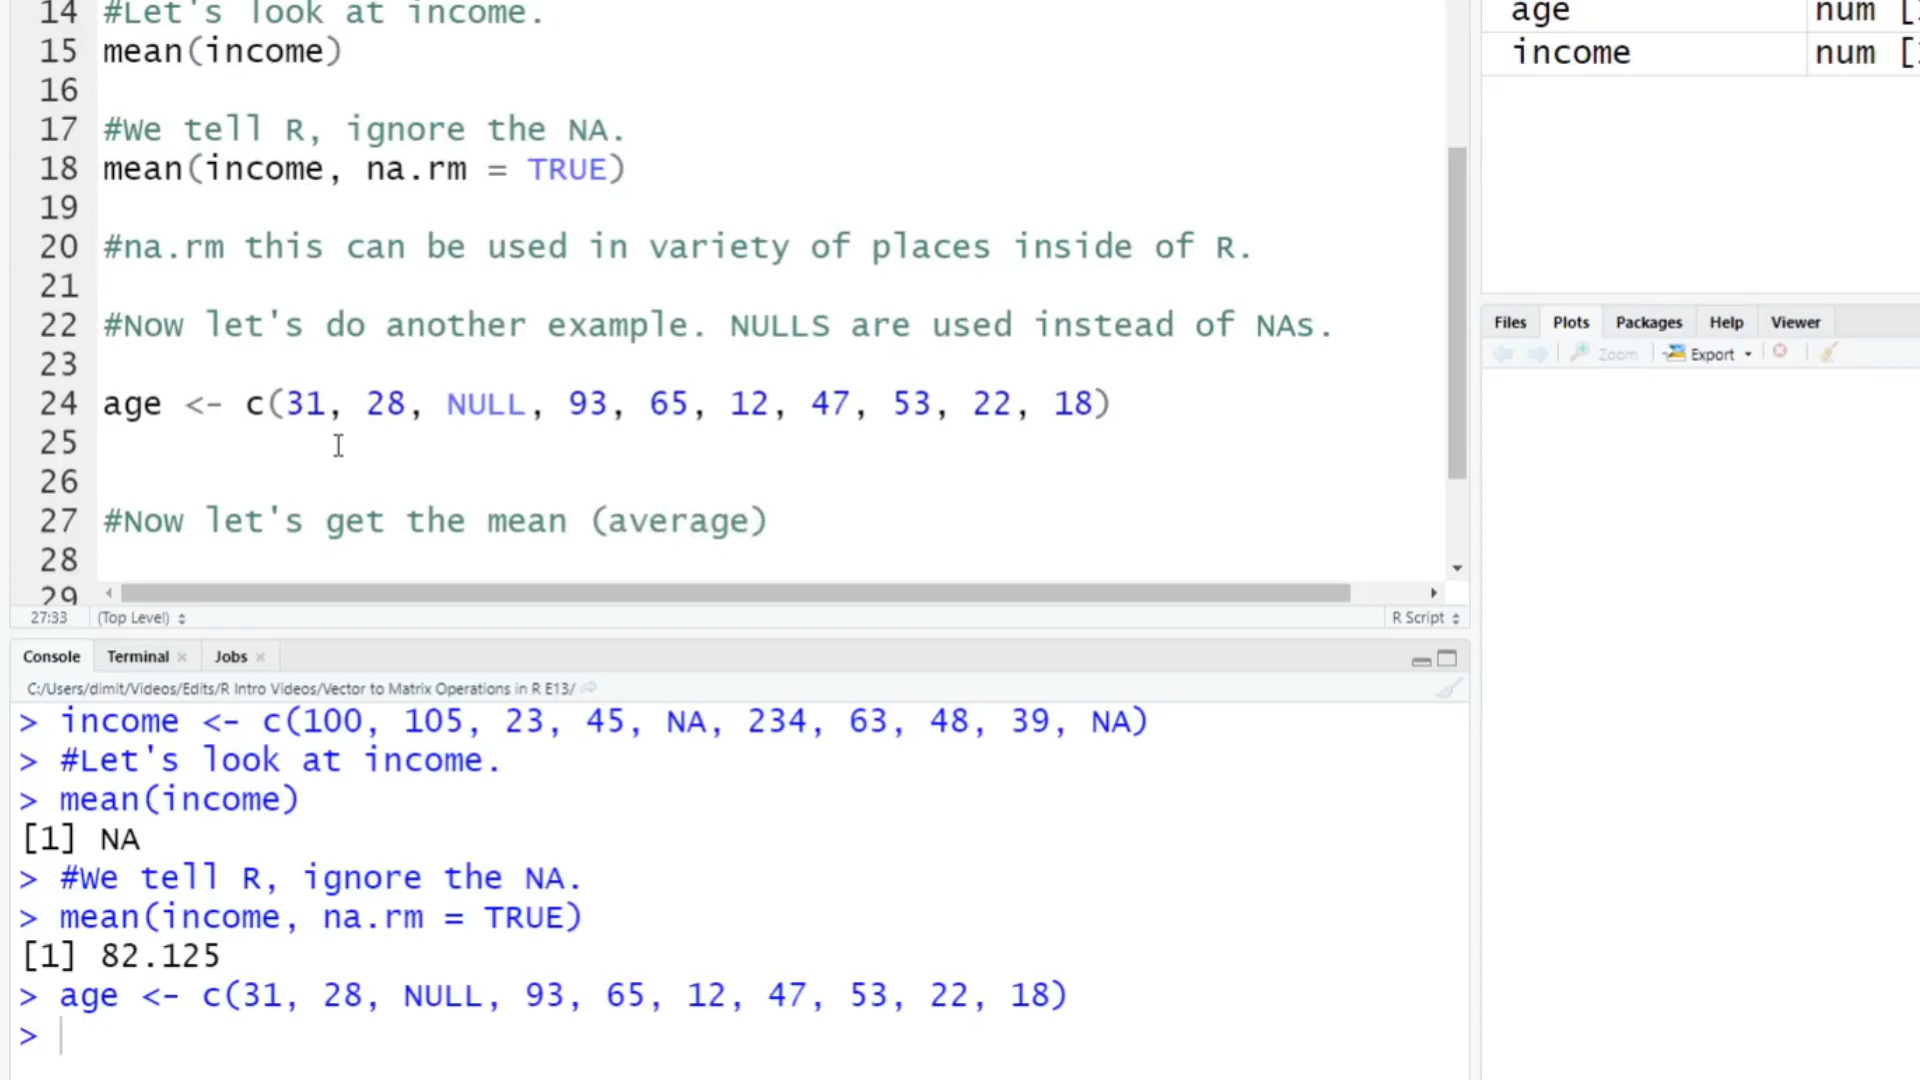 14 #Let's look at income.
15 mean(income)
16
17 #We tell R, ignore the NA.
18 mean(income, na.rm = TRUE)
19
20 #na.rm this can be used in variety of places inside of R.
21
22 #Now let's do another example. NULLS are used instead of NAs.
23
24 age <- c(31, 28, NULL, 93, 65, 12, 47, 53, 22, 18)
25
26
27 #Now let's get the mean (average)
28
29
27:33 (Top Level) R Script
Console Terminal Jobs
C:/Users/dimit/Videos/Edits/R Intro Videos/Vector to Matrix Operations in R E13/
> income <- c(100, 105, 23, 45, NA, 234, 63, 48, 39, NA)
> #Let's look at income.
> mean(income)
[1] NA
> #We tell R, ignore the NA.
> mean(income, na.rm = TRUE)
[1] 82.125
> age <- c(31, 28, NULL, 93, 65, 12, 47, 53, 22, 18)
>
age num [
income num [
Files Plots Packages Help Viewer
Zoom Export